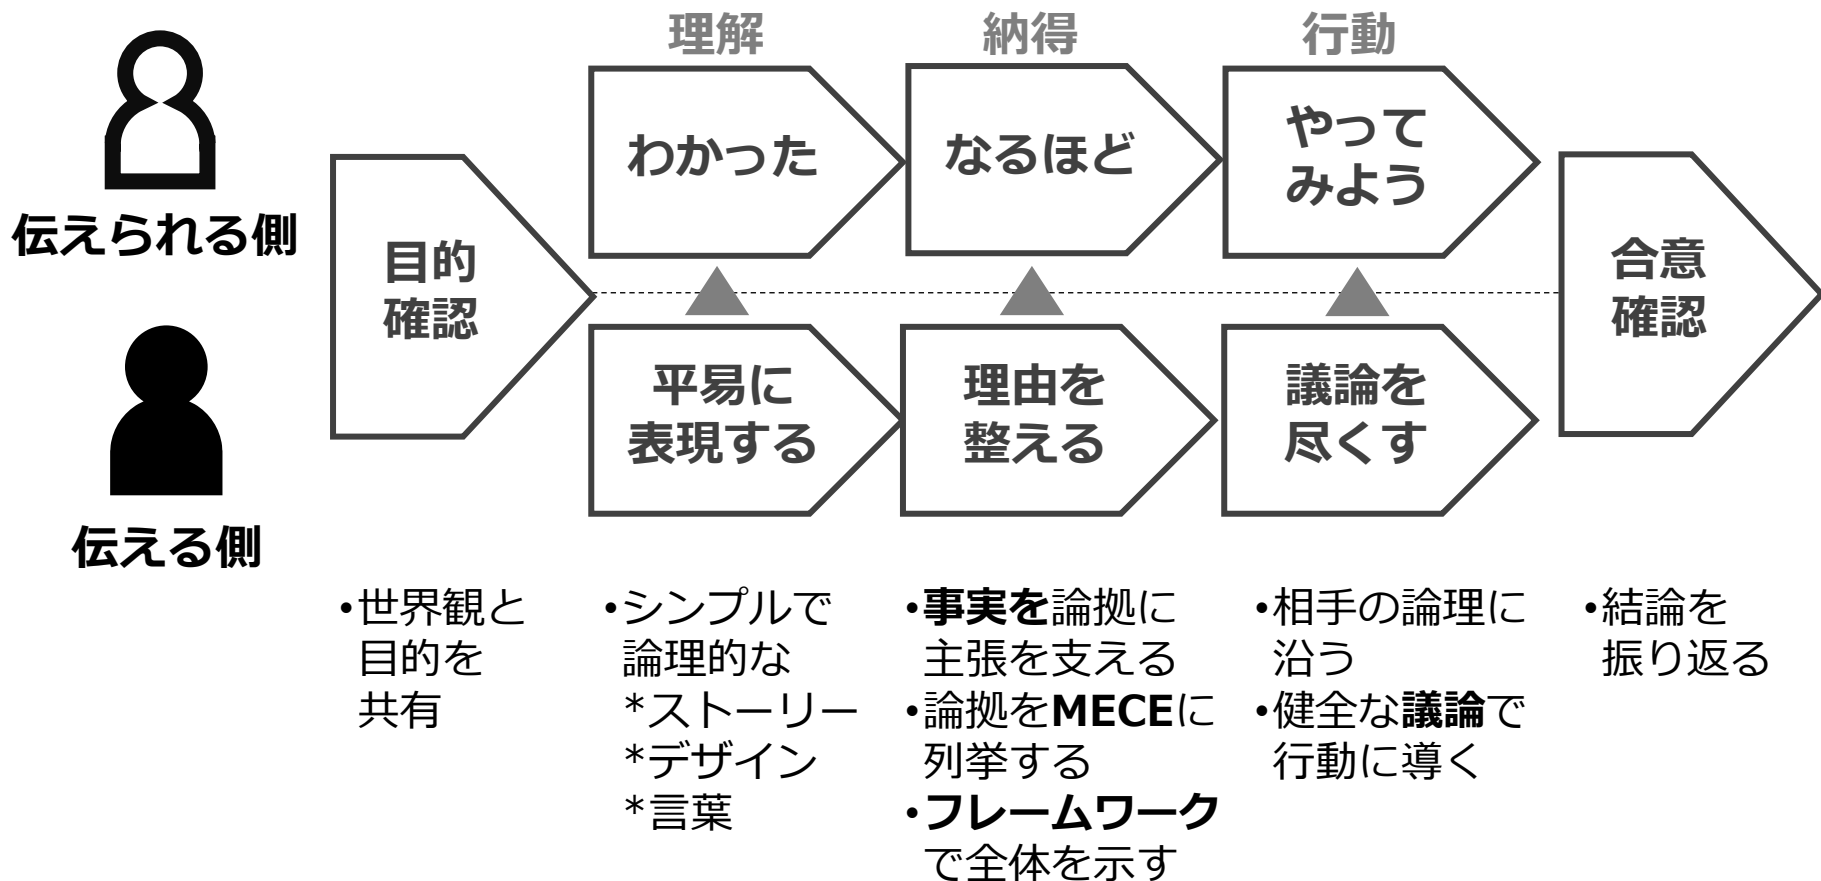 理解
納得
行動
わかった
なるほど
やって
みよう
伝えられる側
目的
確認
合意
確認
平易に
表現する
理由を
整える
議論を
尽くす
伝える側
•世界観と
目的を
共有
•シンプルで
論理的な
*ストーリー
*デザイン
*言葉
•事実を論拠に
主張を支える
•論拠をMECEに
列挙する
•フレームワーク
で全体を示す
•相手の論理に
沿う
•健全な議論で
行動に導く
•結論を
振り返る